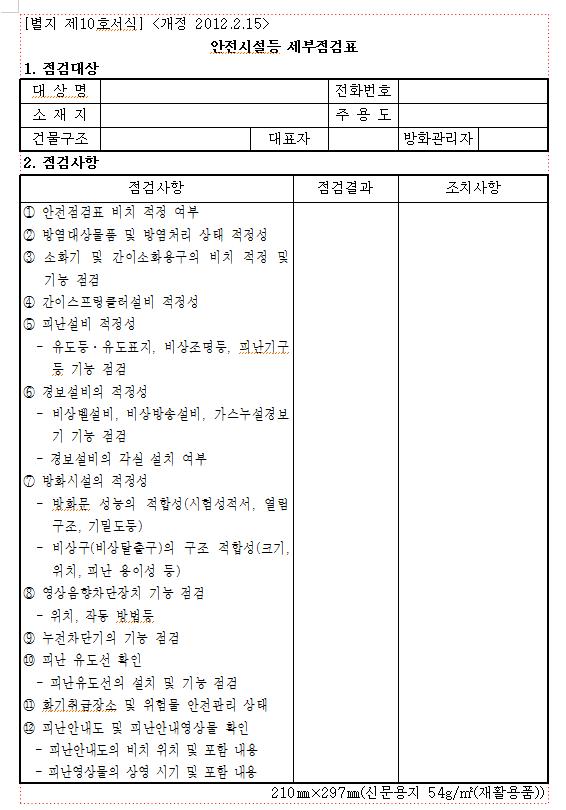 [별지 제10호서식] <개정 2012.2.15>
안전시설등 세부점검표
1. 점검대상
대 상 명 전화번호
소 재 지 주 용 도
건물구조 대표자 방화관리자
2. 점검사항
점검사항 점검결과 조치사항
① 안전점검표 비치 적정 여부
② 방염대상물품 및 방염처리 상태 적정성
③ 소화기 및 간이소화용구의 비치 적정 및
기능 점검
④ 간이스프링클러설비 적정성
⑤ 피난설비 적정성
- 유도등·유도표지, 비상조명등, 피난기구
등 기능 점검
⑥ 경보설비의 적정성
- 비상벨설비, 비상방송설비, 가스누설경보
기 기능 점검
- 경보설비의 각실 설치 여부
⑦ 방화시설의 적정성
- 방화문 성능의 적합성(시험성적서, 열림
구조, 기밀도등)
- 비상구(비상탈출구)의 구조 적합성(크기,
위치, 피난 용이성 등)
⑧ 영상음향차단장치 기능 점검
- 위치, 작동 방법등
⑨ 누전차단기의 기능 점검
⑩ 피난 유도선 확인
- 피난유도선의 설치 및 기능 점검
⑪ 화기취급장소 및 위험물 안전관리 상태
⑫ 피난안내도 및 피난안내영상물 확인
- 피난안내도의 비치 위치 및 포함 내용
- 피난영상물의 상영 시기 및 포함 내용
210㎜×297㎜(신문용지 54g/㎡(재활용품))